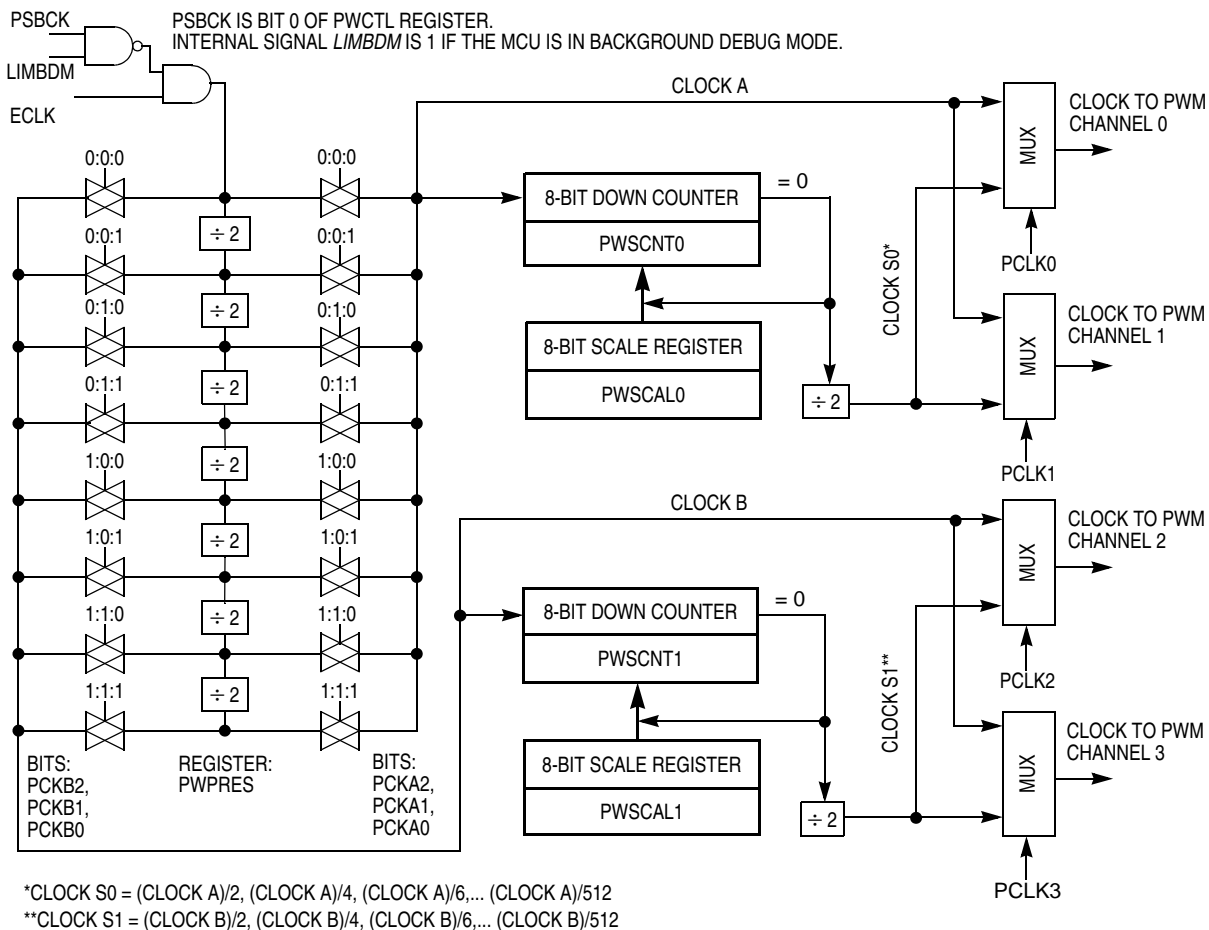 PSBCK
PSBCK IS BIT 0 OF PWCTL REGISTER.
INTERNAL SIGNAL LIMBDM IS 1 IF THE MCU IS IN BACKGROUND DEBUG MODE.
LIMBDM
ECLK
CLOCK A
CLOCK TO PWM
CHANNEL 0
MUX
PCLK0
0:0:0
0:0:0
÷ 2
0:0:1
0:0:1
÷ 2
0:1:0
0:1:0
÷ 2
0:1:1
0:1:1
÷ 2
1:0:0
1:0:0
÷ 2
1:0:1
1:0:1
÷ 2
1:1:0
1:1:0
÷ 2
1:1:1
1:1:1
8-BIT DOWN COUNTER
= 0
PWSCNT0
8-BIT SCALE REGISTER
PWSCAL0
÷ 2
CLOCK S0*
CLOCK TO PWM
CHANNEL 1
MUX
PCLK1
CLOCK B
CLOCK TO PWM
CHANNEL 2
MUX
PCLK2
8-BIT DOWN COUNTER
= 0
PWSCNT1
8-BIT SCALE REGISTER
PWSCAL1
÷ 2
CLOCK S1**
CLOCK TO PWM
CHANNEL 3
MUX
PCLK3
BITS:
PCKB2,
PCKB1,
PCKB0
REGISTER:
PWPRES
BITS:
PCKA2,
PCKA1,
PCKA0
*CLOCK S0 = (CLOCK A)/2, (CLOCK A)/4, (CLOCK A)/6,... (CLOCK A)/512
**CLOCK S1 = (CLOCK B)/2, (CLOCK B)/4, (CLOCK B)/6,... (CLOCK B)/512